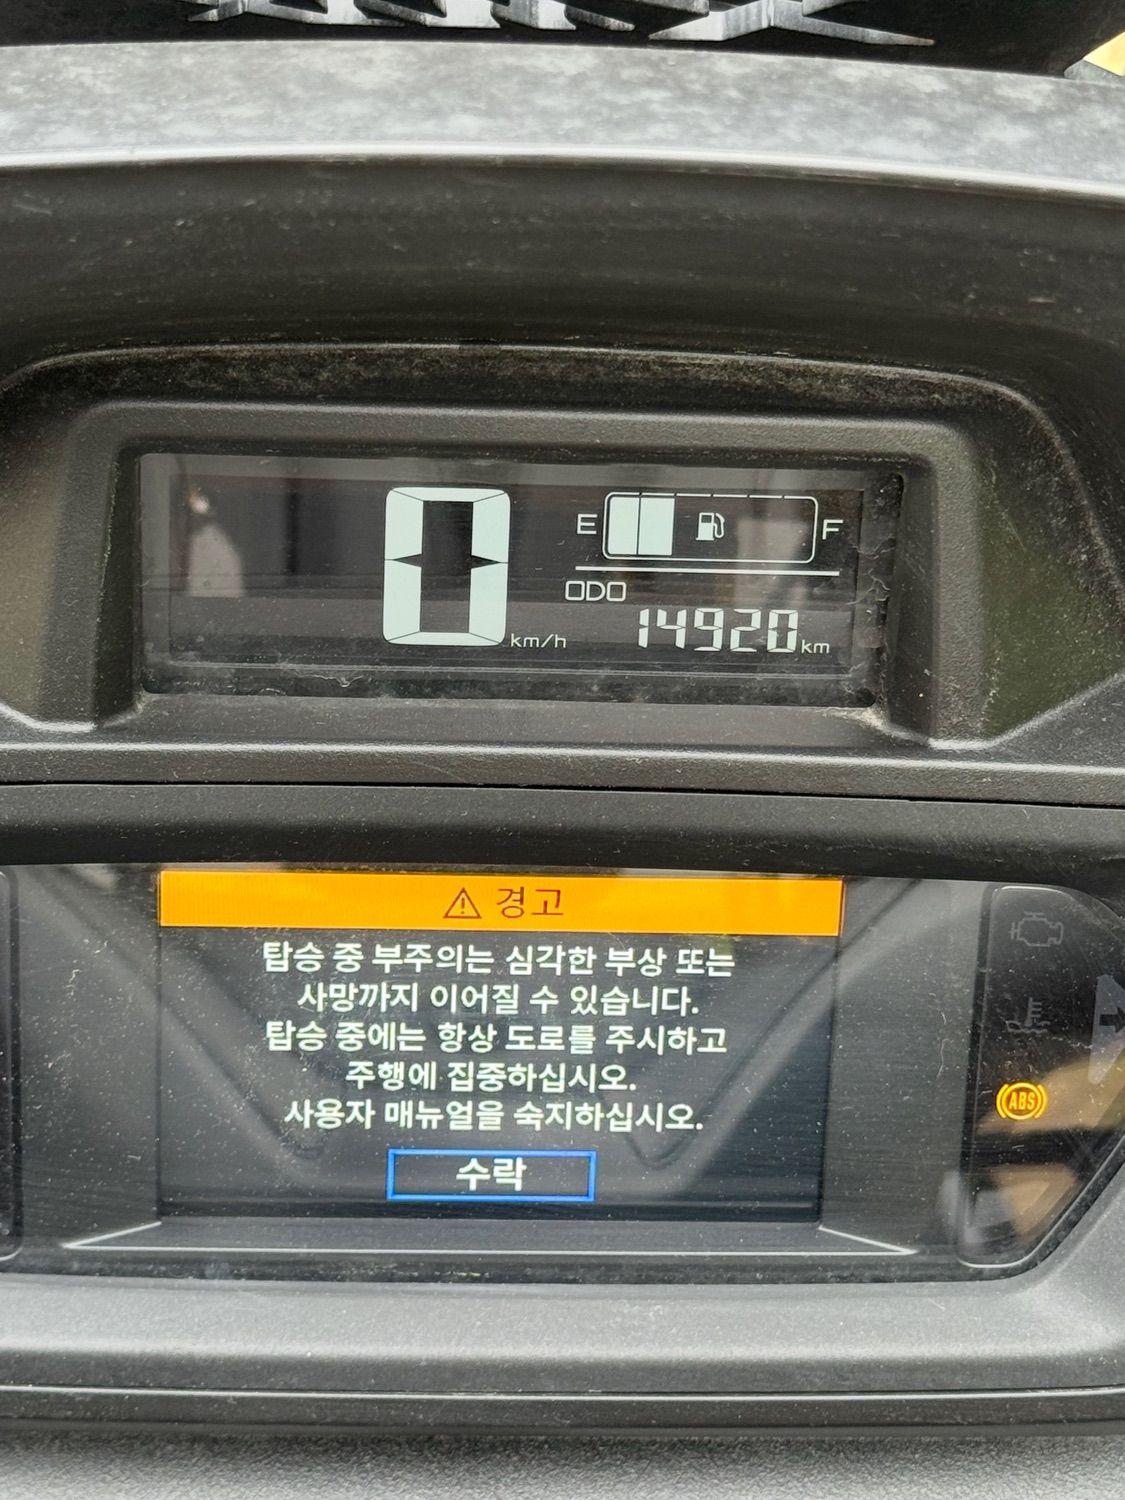 0 km/h
E F
ODO
14920 km
경고
탑승 중 부주의는 심각한 부상 또는
사망까지 이어질 수 있습니다.
탑승 중에는 항상 도로를 주시하고
주행에 집중하십시오.
사용자 매뉴얼을 숙지하십시오.
수락
ABS